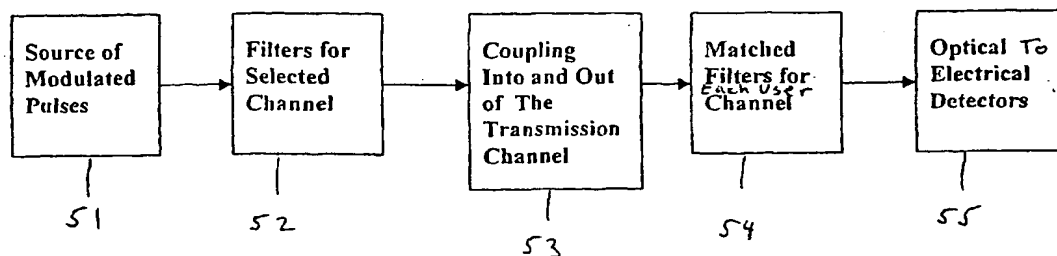 Source of
Modulated
Pulses
Filters for
Selected
Channel
Coupling
Into and Out
of The
Transmission
Channel
Matched
Filters for
Each User
Channel
Optical To
Electrical
Detectors
51
52
53
54
55